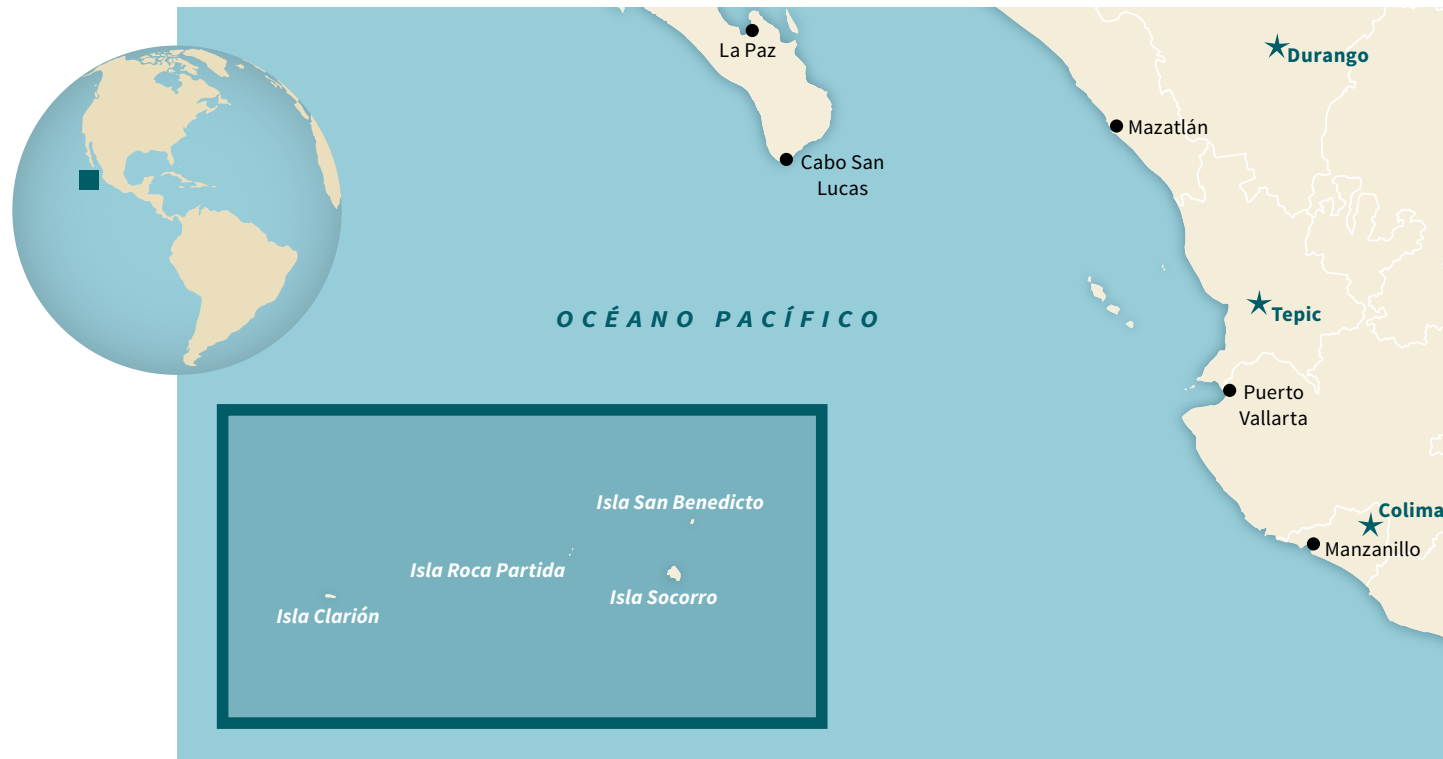 La Paz
Durango
Mazatlán
Cabo San
Lucas
OCÉANO PACÍFICO
Tepic
Puerto
Vallarta
Isla San Benedicto
Colima
Manzanillo
Isla Roca Partida
Isla Socorro
Isla Clarión